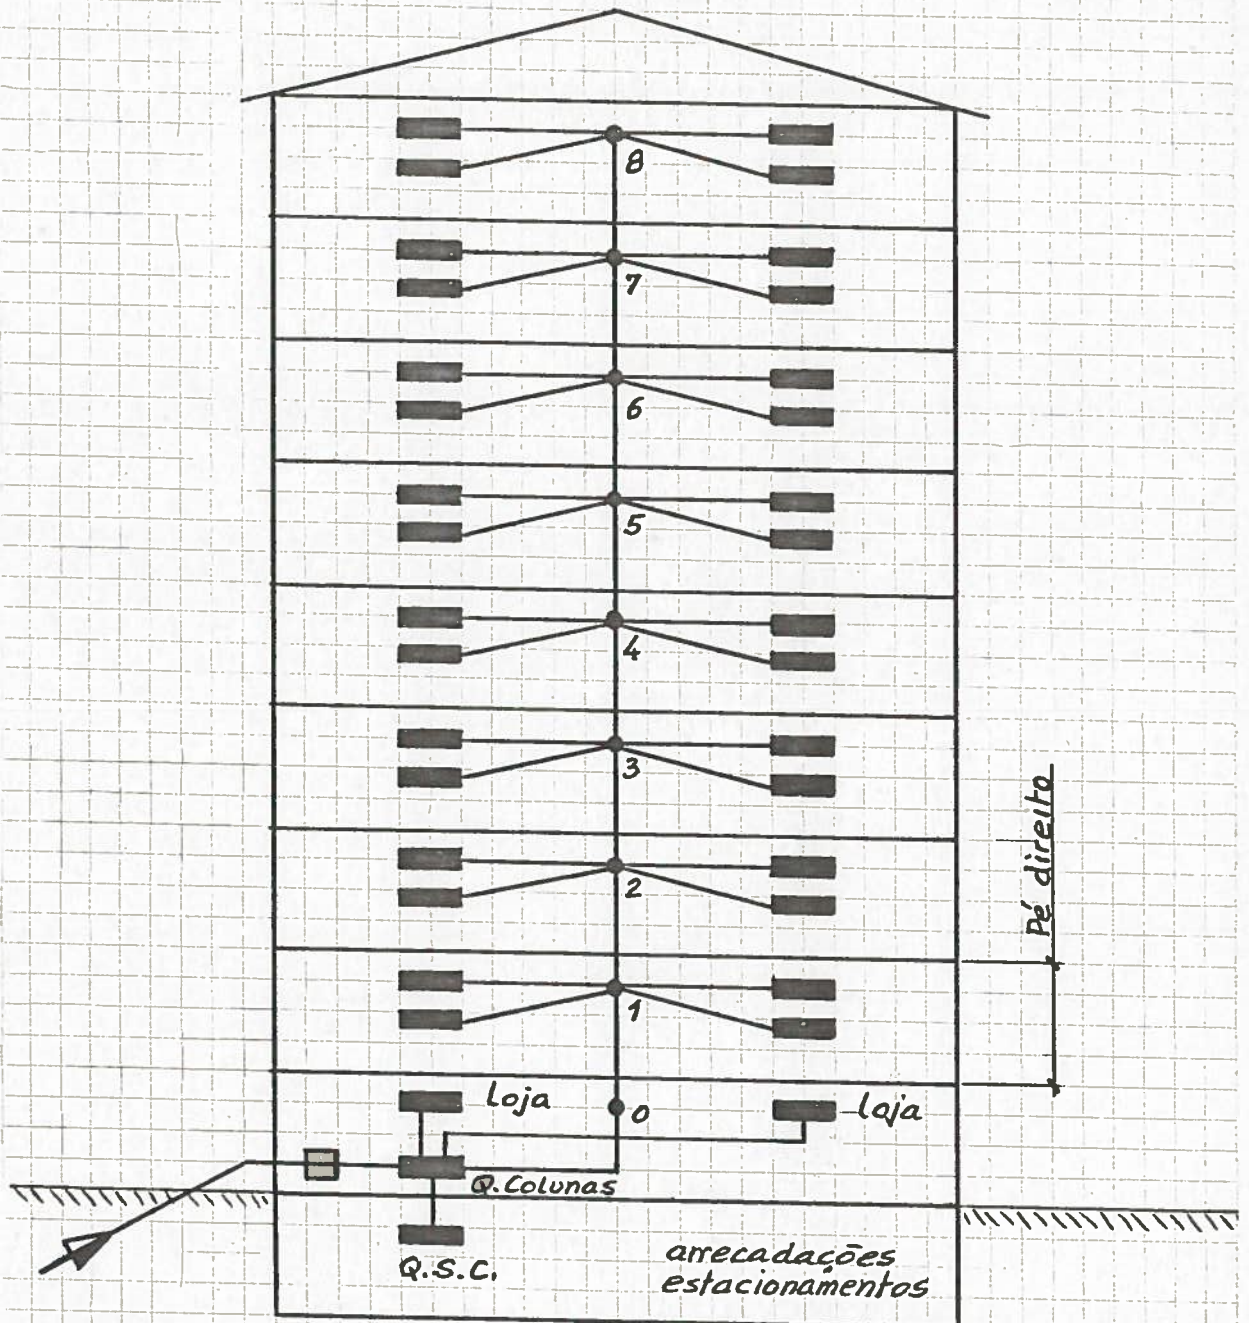 8
7
6
5
4
3
2
Pé direito
1
loja
0
loja
Q. Colunas
Q.S.C.
arrecadações
estacionamentos